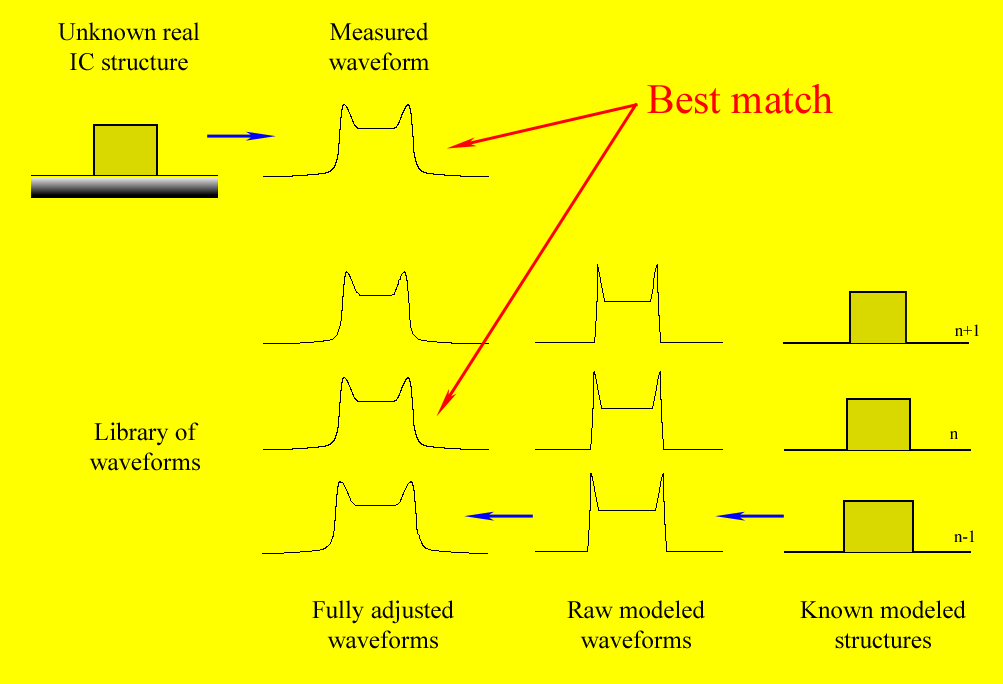 Unknown real
IC structure
Measured
waveform
Best match
n+1
n
Library of
waveforms
n-1
Fully adjusted
waveforms
Raw modeled
waveforms
Known modeled
structures